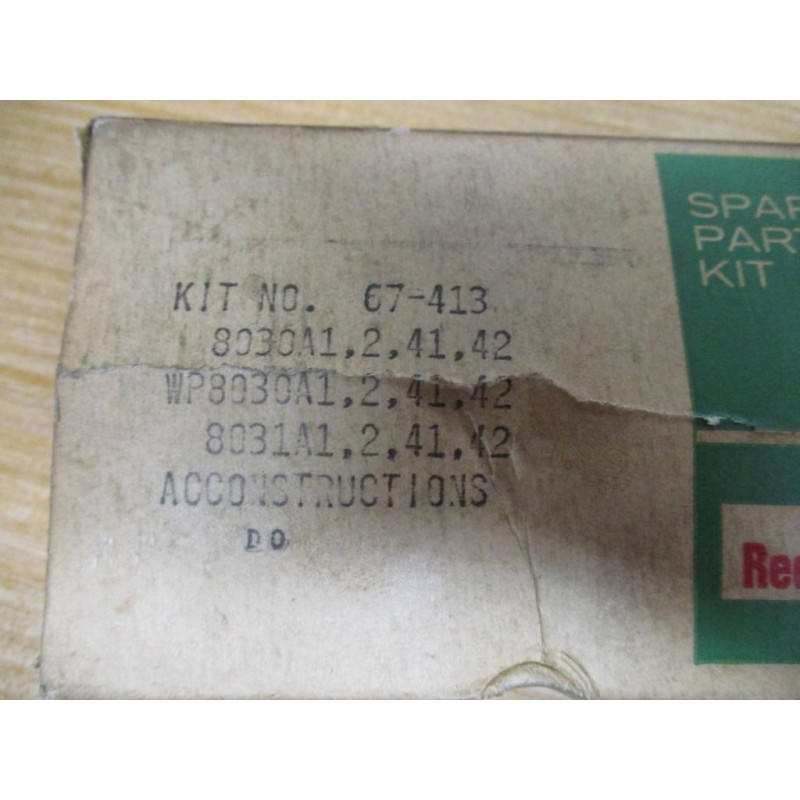 KIT NO. 67-413
8030A1,2,41,42
WP8030A1,2,41,42
8031A1,2,41,42
ACCONSTRUCTIONS
DO
SPAR
PART
KIT
Re